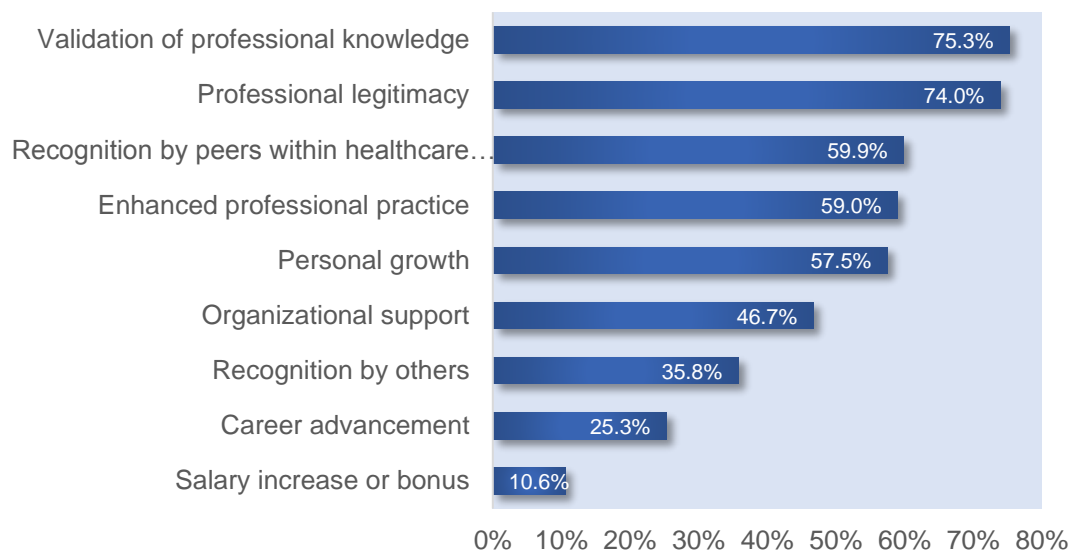 Validation of professional knowledge 75.3%
Professional legitimacy 74.0%
Recognition by peers within healthcare… 59.9%
Enhanced professional practice 59.0%
Personal growth 57.5%
Organizational support 46.7%
Recognition by others 35.8%
Career advancement 25.3%
Salary increase or bonus 10.6%
0% 10% 20% 30% 40% 50% 60% 70% 80%